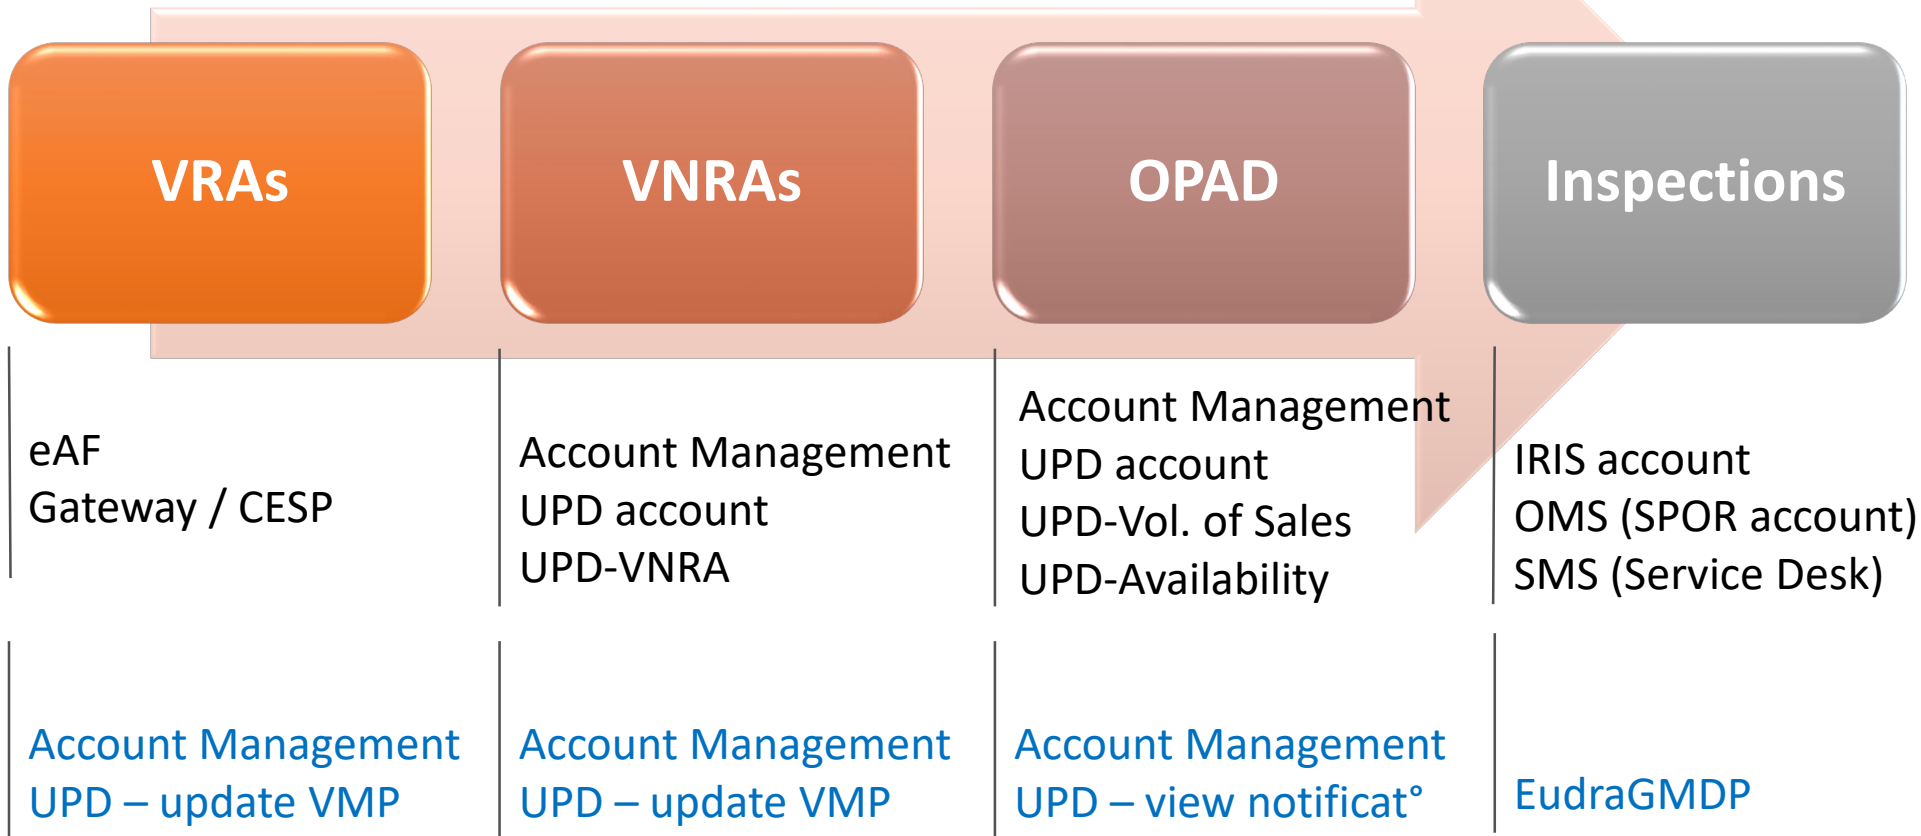 VRAs
VNRAs
OPAD
Inspections
eAF
Gateway / CESP
Account Management
UPD account
UPD-VNRA
Account Management
UPD account
UPD-Vol. of Sales
UPD-Availability
IRIS account
OMS (SPOR account)
SMS (Service Desk)
Account Management
UPD – update VMP
Account Management
UPD – update VMP
Account Management
UPD – view notificat°
EudraGMDP